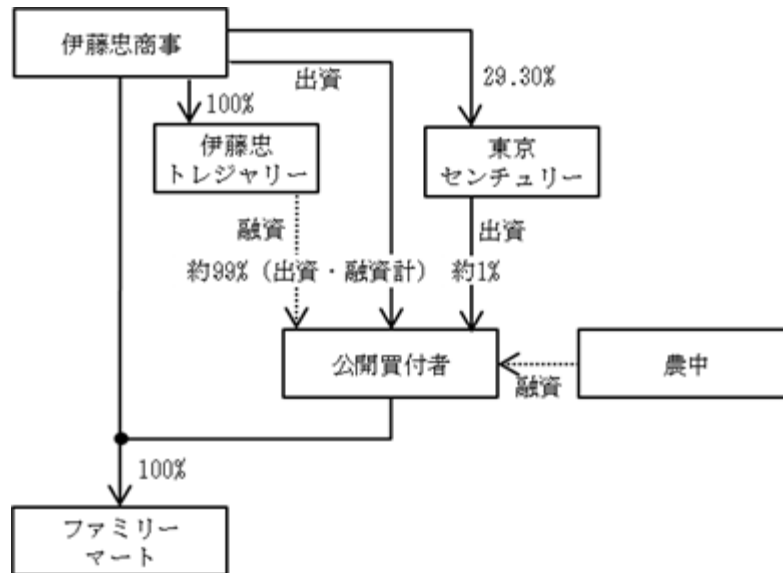 伊藤忠商事
出資
29.30%
100%
伊藤忠
トレジャリー
東京
センチュリー
融資
出資
約99%（出資・融資計）
約1%
公開買付者
農中
融資
100%
ファミリー
マート